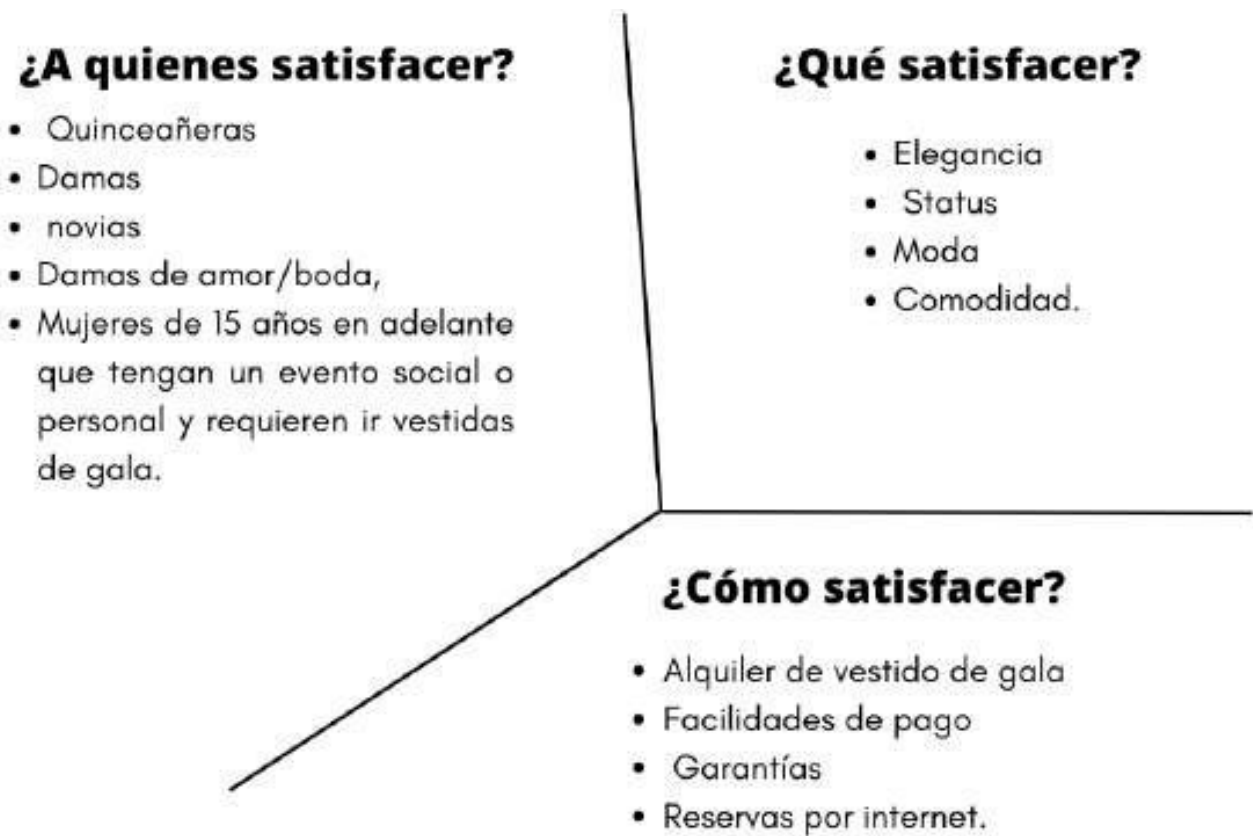 ¿A quienes satisfacer?
• Quinceañeras
• Damas
• novias
• Damas de amor/boda,
• Mujeres de 15 años en adelante
que tengan un evento social o
personal y requieren ir vestidas
de gala.
¿Qué satisfacer?
• Elegancia
• Status
• Moda
• Comodidad.
¿Cómo satisfacer?
• Alquiler de vestido de gala
• Facilidades de pago
• Garantías
• Reservas por internet.